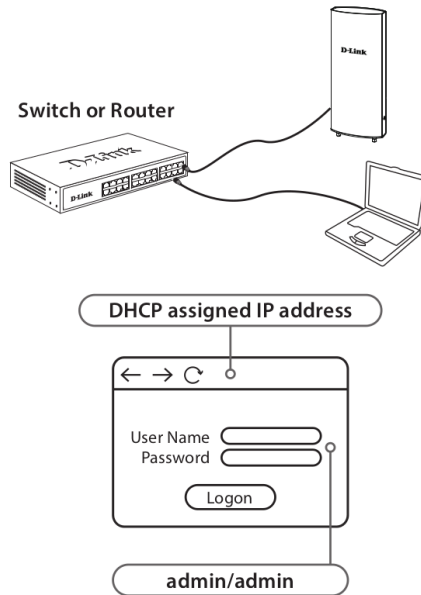 D-Link
Switch or Router
D-Link
D-Link
DHCP assigned IP address
User Name
Password
Logon
admin/admin